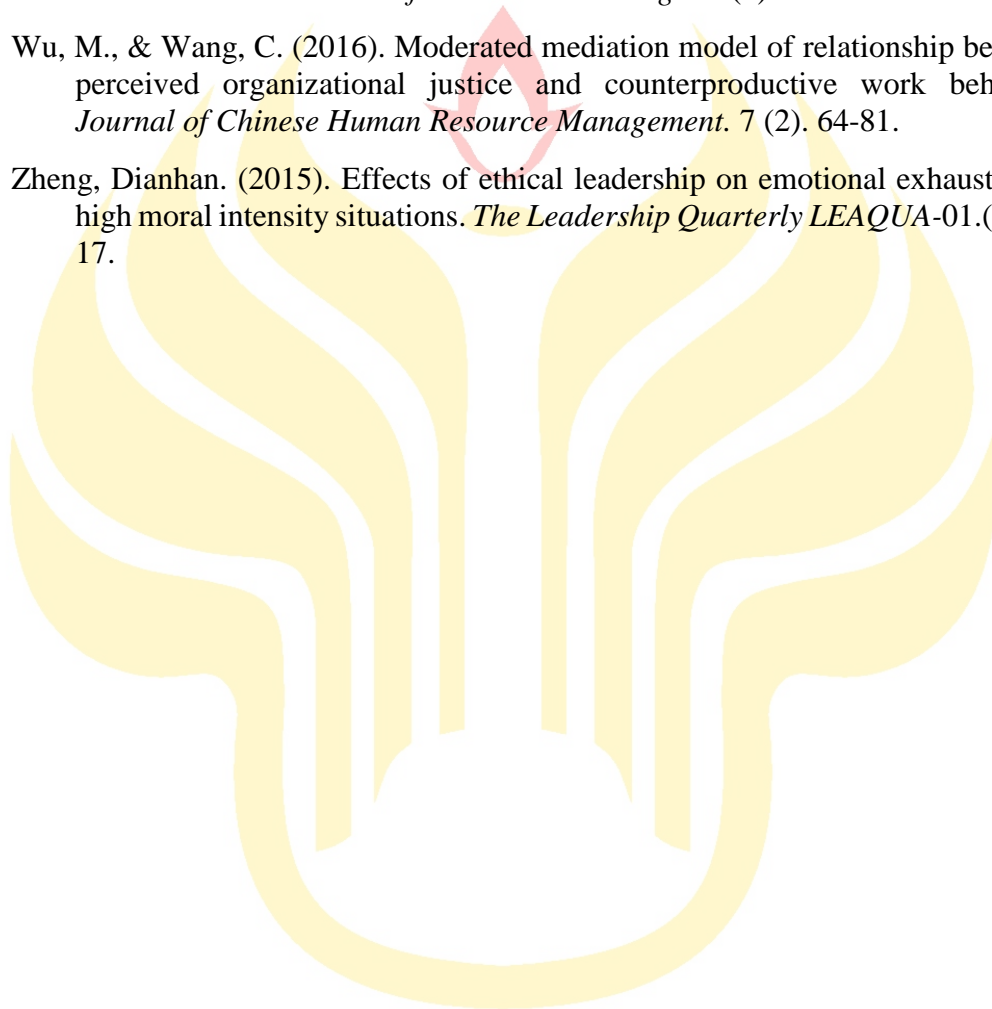 Wu, M., & Wang, C. (2016). Moderated mediation model of relationship be
perceived organizational justice and counterproductive work beh
Journal of Chinese Human Resource Management. 7 (2). 64-81.
Zheng, Dianhan. (2015). Effects of ethical leadership on emotional exhaust
high moral intensity situations. The Leadership Quarterly LEAQUA-01.(
17.